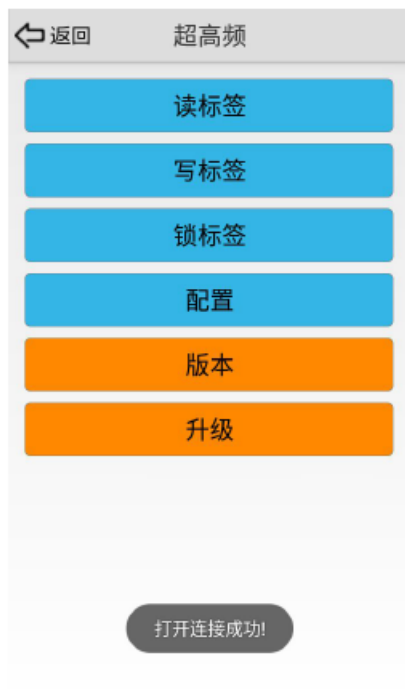 返回 超高频
读标签
写标签
锁标签
配置
版本
升级
打开连接成功!